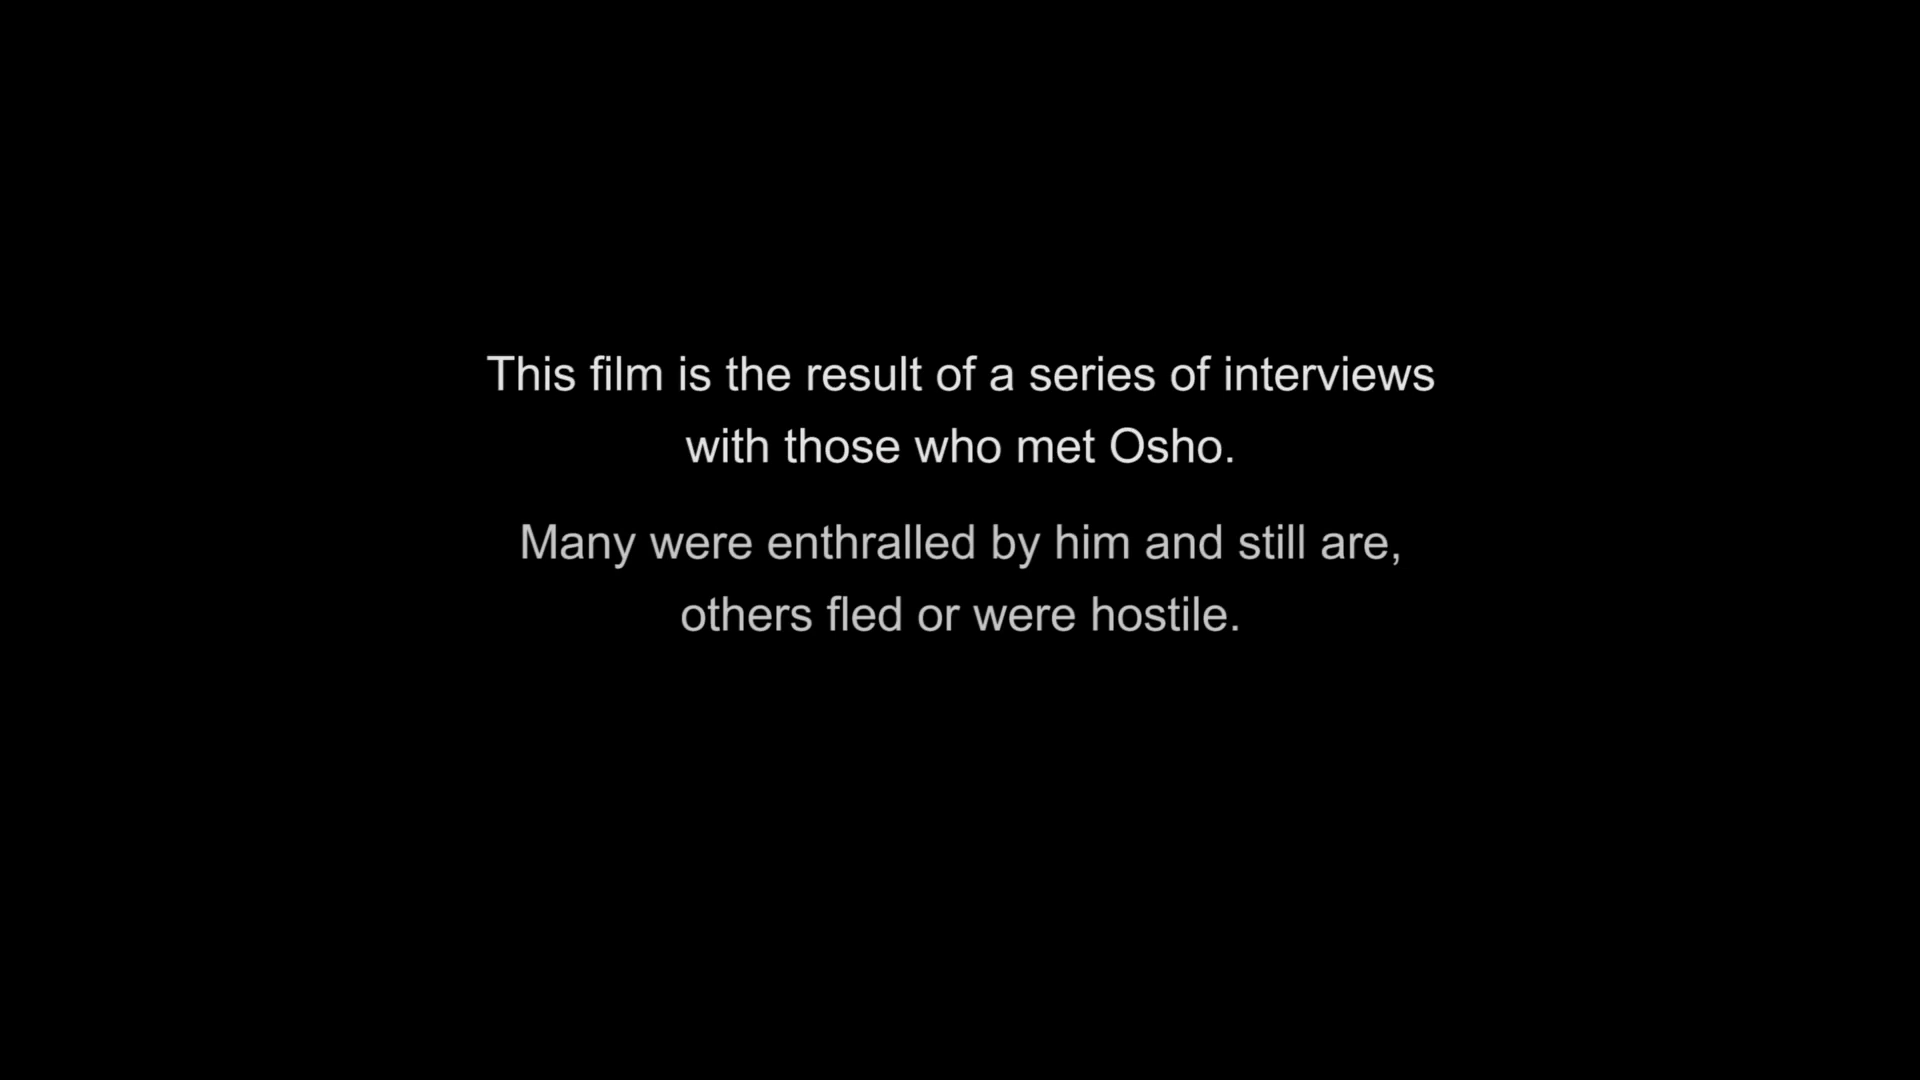 This film is the result of a series of interviews
with those who met Osho.
Many were enthralled by him and still are,
others fled or were hostile.